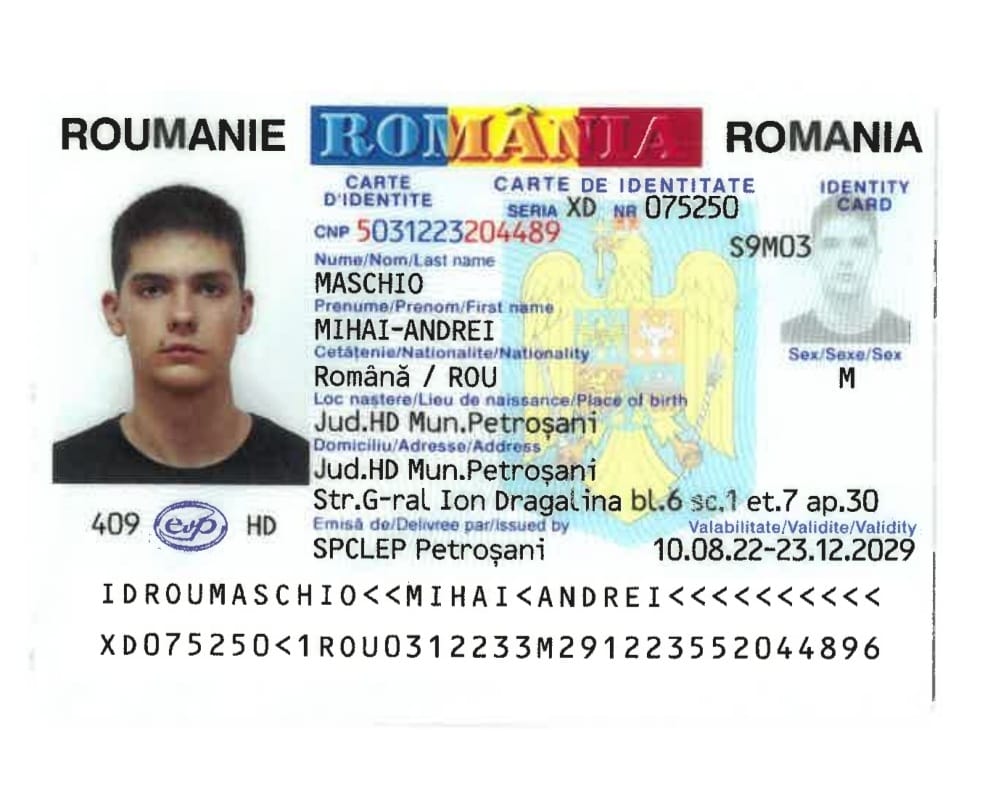 ROUMANIE ROMÂNIA ROMANIA
CARTE D'IDENTITE
CARTE DE IDENTITATE
IDENTITY CARD
SERIA XD NR 075250
CNP 5031223204489
S9M03
Nume/Nom/Last name
MASCHIO
Prenume/Prenom/First name
MIHAI-ANDREI
Cetățenie/Nationalite/Nationality
Română / ROU
Sex/Sexe/Sex
M
Loc naștere/Lieu de naissance/Place of birth
Jud.HD Mun.Petroșani
Domiciliu/Adresse/Address
Jud.HD Mun.Petroșani
Str.G-ral Ion Dragalina bl.6 sc.1 et.7 ap.30
409 evp HD
Emisă de/Delivree par/Issued by
SPCLEP Petroșani
Valabilitate/Validite/Validity
10.08.22-23.12.2029
IDROUMASCHIO<<MIHAI<ANDREI<<<<<<<<<<
XD075250<1ROU0312233M291223552044896